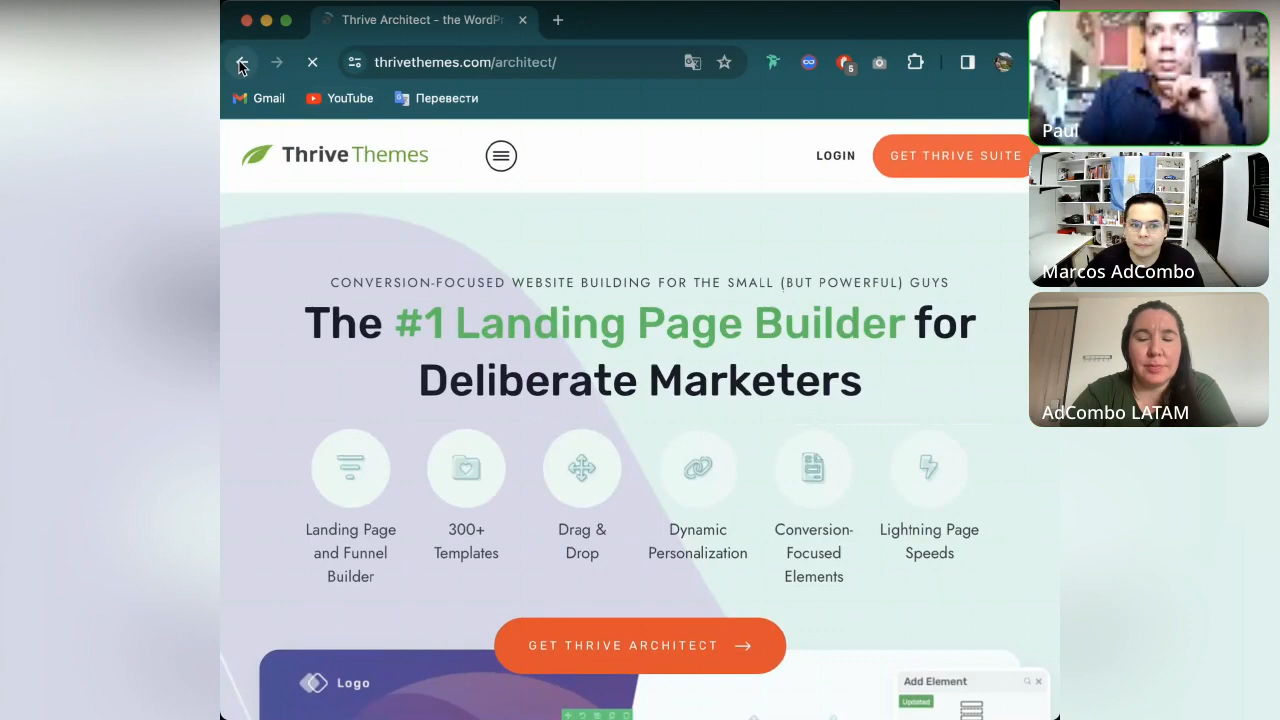 Thrive Architect - the WordPr
thrivethemes.com/architect/
5
Gmail
YouTube
Перевести
Thrive Themes
LOGIN
GET THRIVE SUITE
CONVERSION-FOCUSED WEBSITE BUILDING FOR THE SMALL (BUT POWERFUL) GUYS
The #1 Landing Page Builder for
Deliberate Marketers
Landing Page
and Funnel
Builder
300+
Templates
Drag &
Drop
Dynamic
Personalization
Conversion-
Focused
Elements
Lightning Page
Speeds
GET THRIVE ARCHITECT
Logo
Add Element
Updated
Paul
Marcos AdCombo
AdCombo LATAM